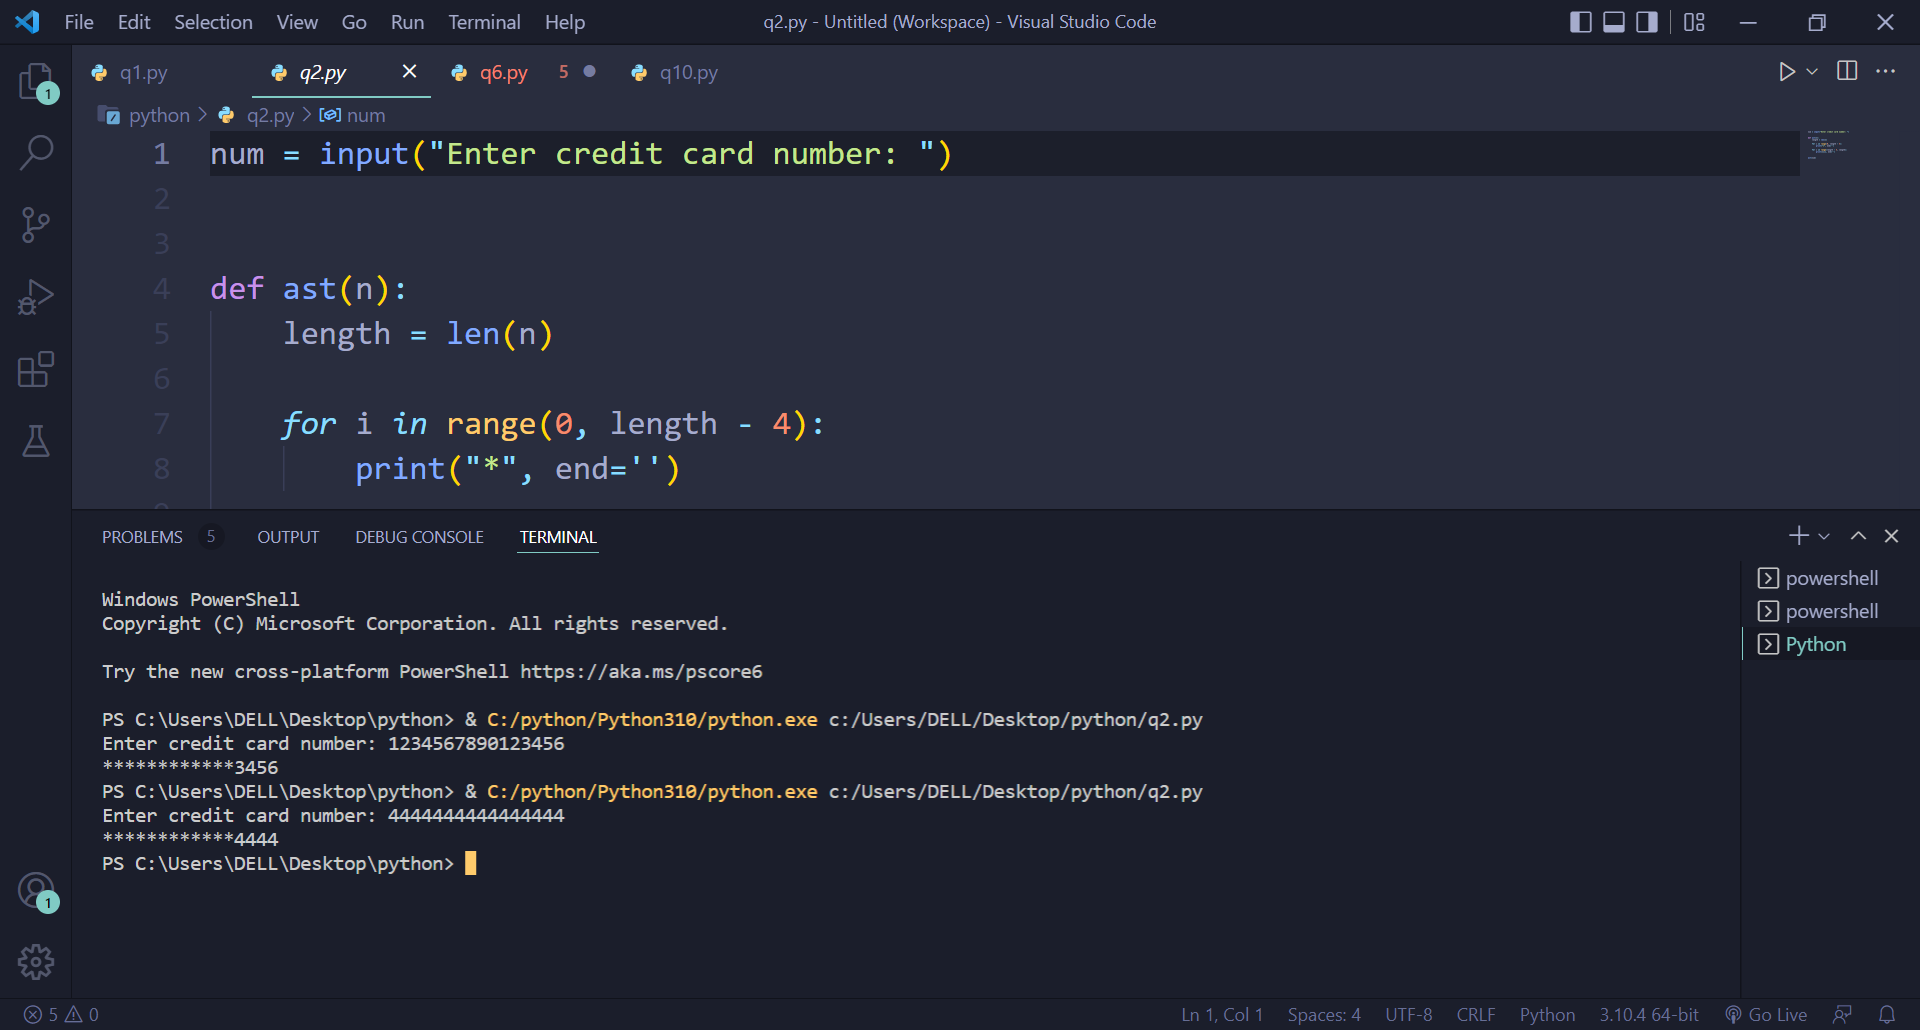 File Edit Selection View Go Run Terminal Help q2.py - Untitled (Workspace) - Visual Studio Code
q1.py q2.py q6.py 5 q10.py
1
python > q2.py > num
1 num = input("Enter credit card number: ")
2
3
4 def ast(n):
5 length = len(n)
6
7 for i in range(0, length - 4):
8 print("*", end='')
PROBLEMS 5 OUTPUT DEBUG CONSOLE TERMINAL
powershell
powershell
Python
Windows PowerShell
Copyright (C) Microsoft Corporation. All rights reserved.
Try the new cross-platform PowerShell https://aka.ms/pscore6
PS C:\Users\DELL\Desktop\python> & C:/python/Python310/python.exe c:/Users/DELL/Desktop/python/q2.py
Enter credit card number: 1234567890123456
************3456
PS C:\Users\DELL\Desktop\python> & C:/python/Python310/python.exe c:/Users/DELL/Desktop/python/q2.py
Enter credit card number: 4444444444444444
************4444
PS C:\Users\DELL\Desktop\python>
1
5 0 Ln 1, Col 1 Spaces: 4 UTF-8 CRLF Python 3.10.4 64-bit Go Live